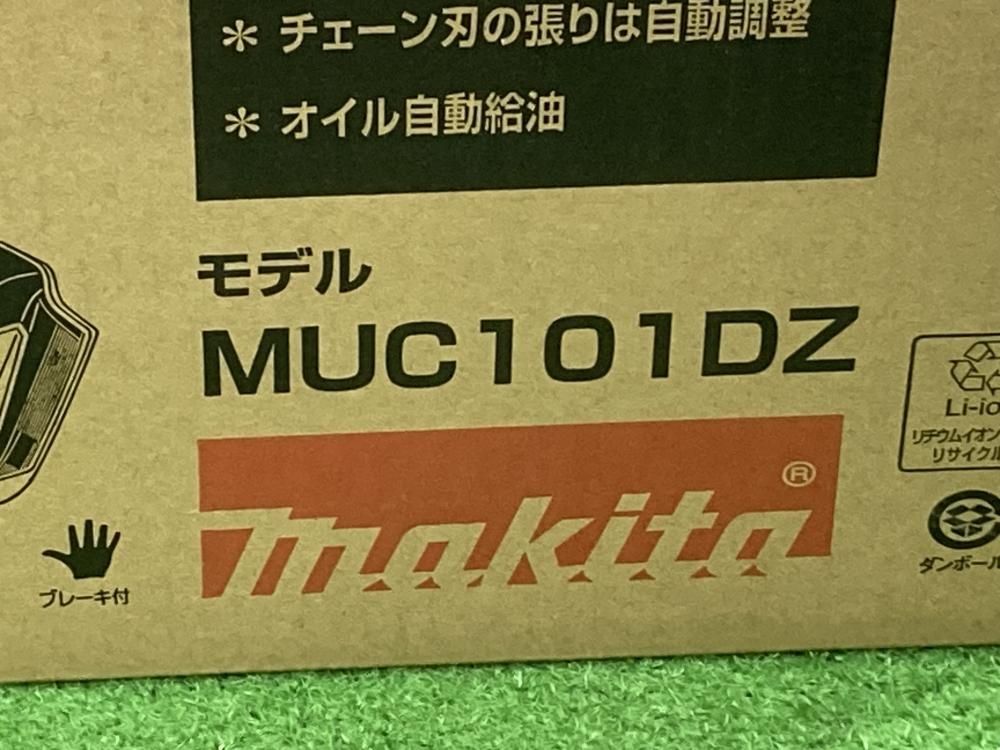 * チェーン刃の張りは自動調整
* オイル自動給油
モデル
MUC101DZ
makita®
ブレーキ付
Li-io
リチウムイオン
リサイクル
ダンボール